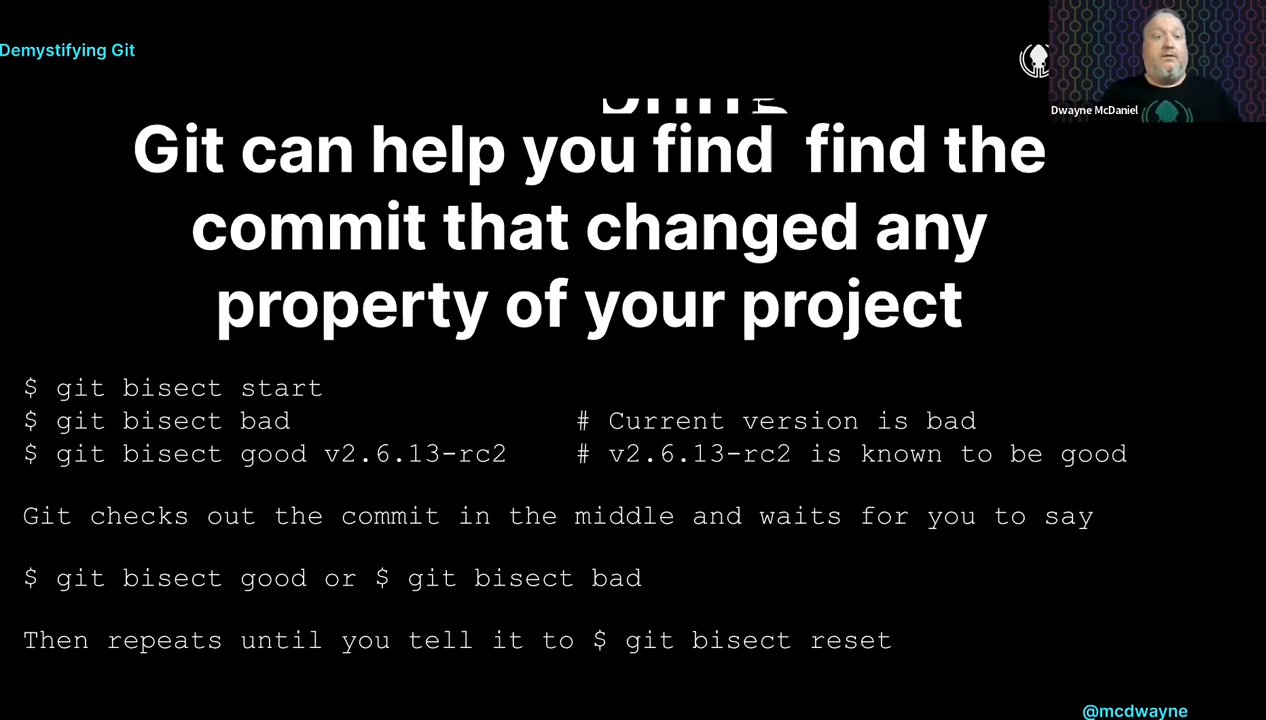 Demystifying Git
Dwayne McDaniel
Git can help you find  find the
commit that changed any
property of your project
$ git bisect start
$ git bisect bad # Current version is bad
$ git bisect good v2.6.13-rc2 # v2.6.13-rc2 is known to be good
Git checks out the commit in the middle and waits for you to say
$ git bisect good or $ git bisect bad
Then repeats until you tell it to $ git bisect reset
@mcdwayne